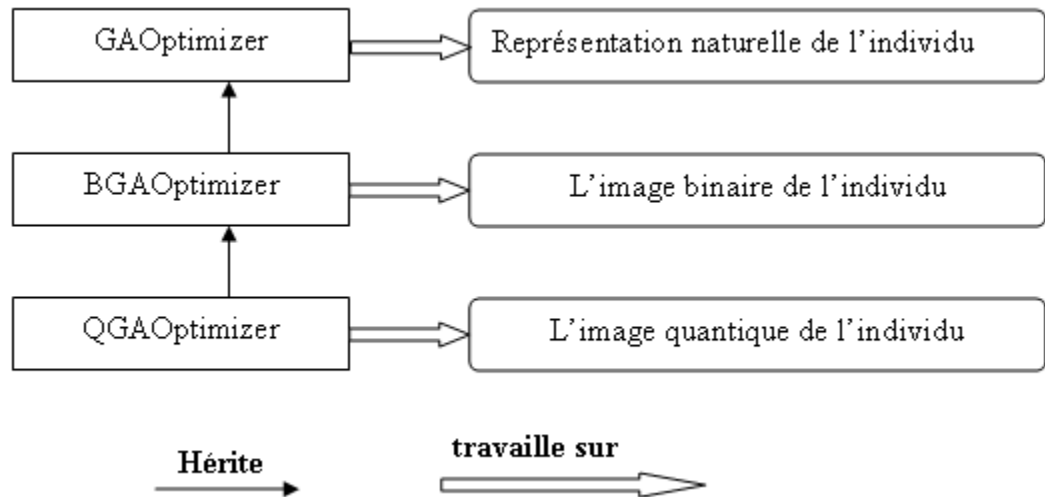 GAOptimizer
Représentation naturelle de l'individu
BGAOptimizer
L'image binaire de l'individu
QGAOptimizer
L'image quantique de l'individu
Hérite
travaille sur